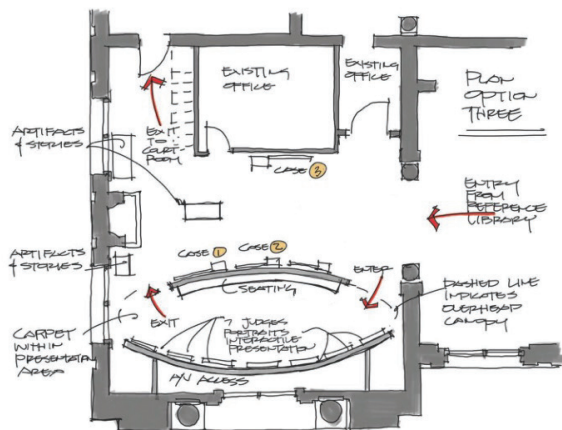 EXISTING
OFFICE
EXISTING
OFFICE
PLAN
OPTION
THREE
ARTIFACTS
& STORIES
EXIT
TO
COURT
ROOM
CASE 3
ENTRY
FROM
REFERENCE
LIBRARY
ARTIFACTS
& STORIES
CASE 1
CASE 2
SEATING
ENTER
DASHED LINE
INDICATES
OVERHEAD
CANOPY
EXIT
CARPET
WITHIN
PRESENTATION
AREA
7 JUDGES
PORTRAITS
INTERACTIVE
PRESENTATION
A/V ACCESS